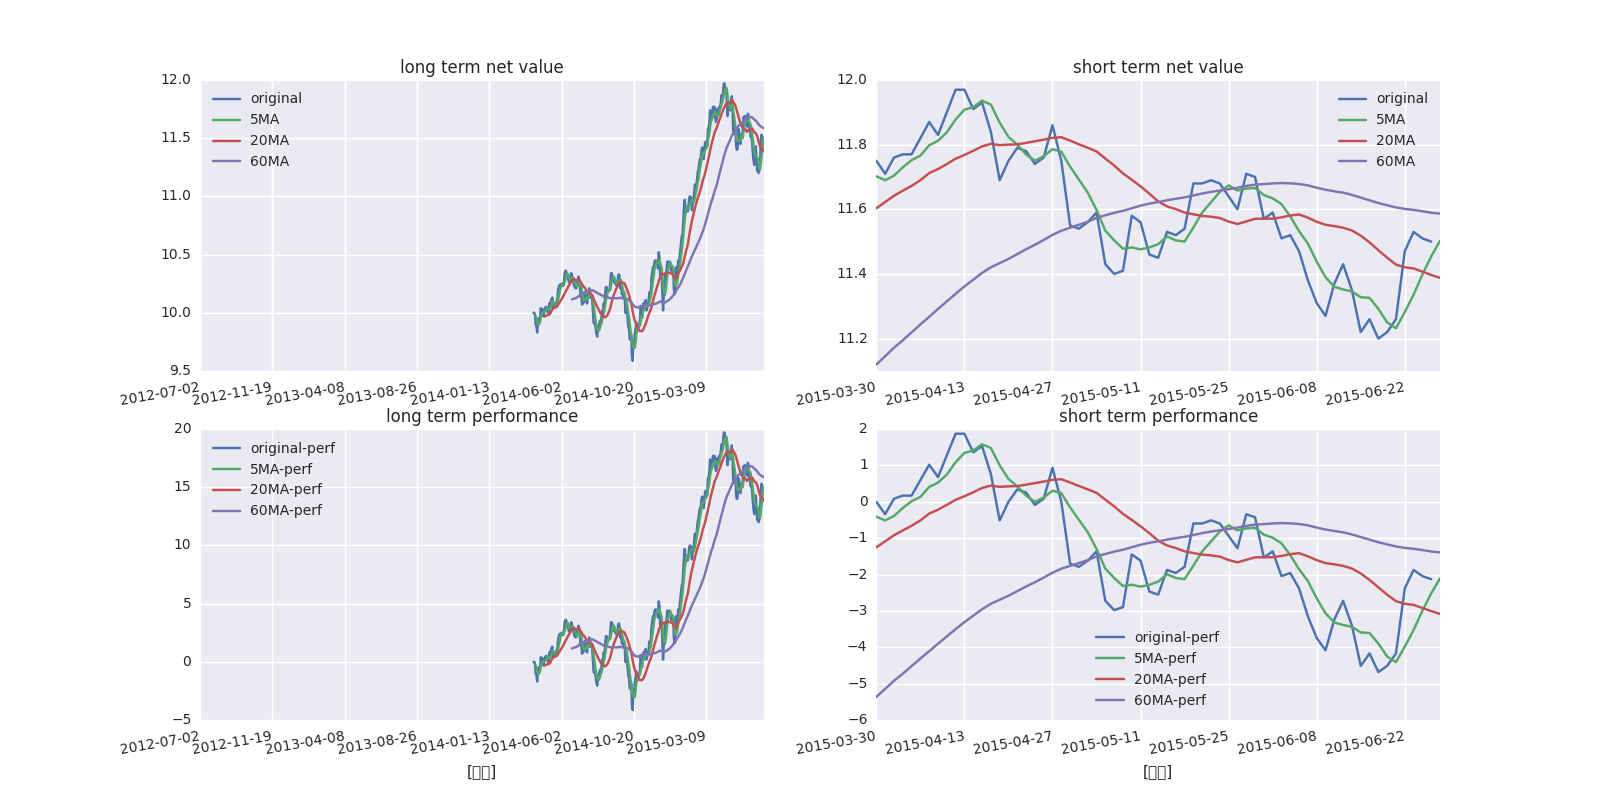 long term net value
12.0
11.5
11.0
10.5
10.0
9.5
original
5MA
20MA
60MA
2012-07-02
2012-11-19
2013-04-08
2013-08-26
2014-01-13
2014-06-02
2014-10-20
2015-03-09
short term net value
12.0
11.8
11.6
11.4
11.2
original
5MA
20MA
60MA
2015-03-30
2015-04-13
2015-04-27
2015-05-11
2015-05-25
2015-06-08
2015-06-22
long term performance
20
15
10
5
0
−5
original-perf
5MA-perf
20MA-perf
60MA-perf
2012-07-02
2012-11-19
2013-04-08
2013-08-26
2014-01-13
2014-06-02
2014-10-20
2015-03-09
short term performance
2
1
0
−1
−2
−3
−4
−5
−6
original-perf
5MA-perf
20MA-perf
60MA-perf
2015-03-30
2015-04-13
2015-04-27
2015-05-11
2015-05-25
2015-06-08
2015-06-22